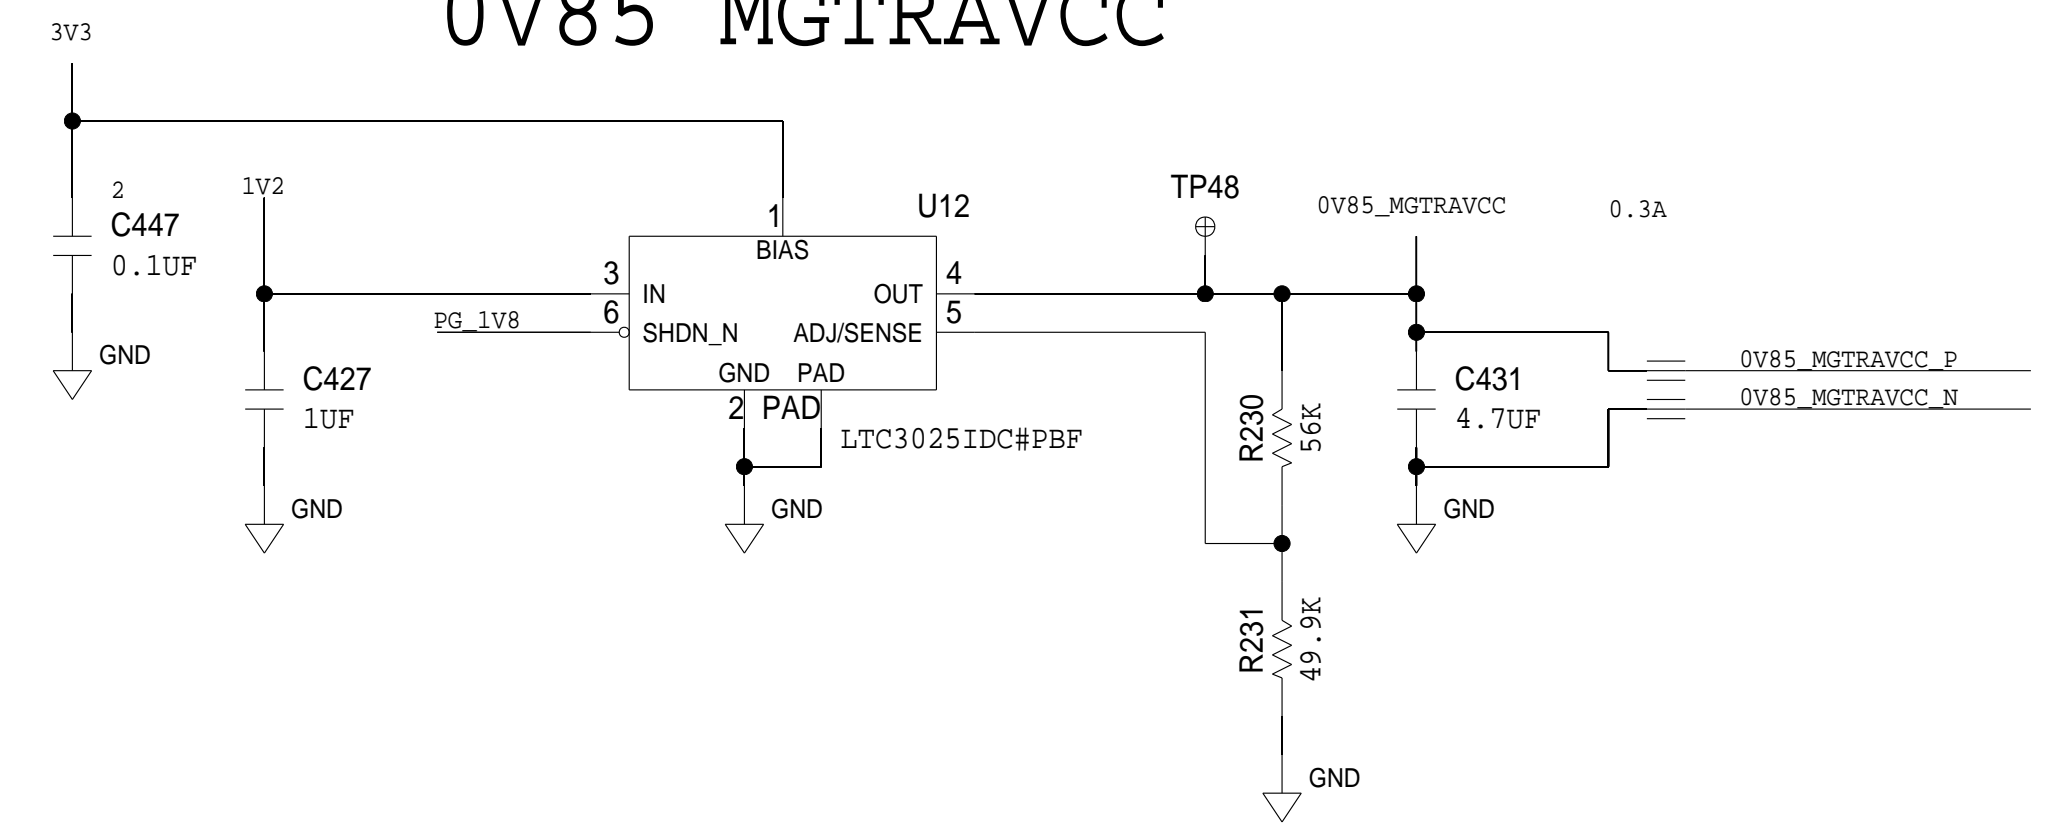 0V85 MGTRAVCC
3V3
2
C447
0.1UF
GND
1V2
C427
1UF
GND
PG_1V8
3
6
1
U12
BIAS
IN
SHDN_N
OUT
ADJ/SENSE
GND PAD
4
5
2 PAD
LTC3025IDC#PBF
GND
TP48
0V85_MGTRAVCC
0.3A
R230
56K
R231
49.9K
GND
C431
4.7UF
GND
0V85_MGTRAVCC_P
0V85_MGTRAVCC_N